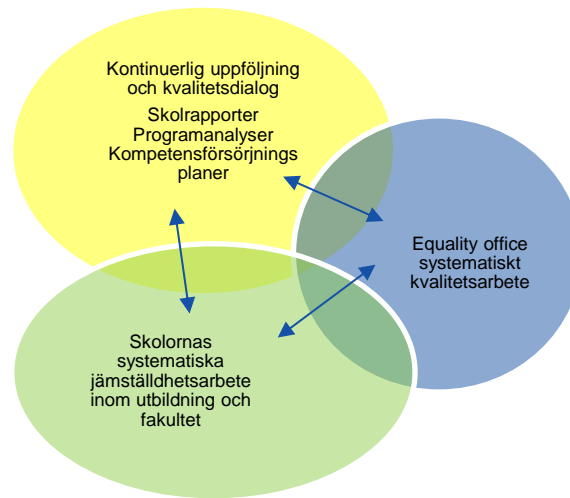 Kontinuerlig uppföljning
och kvalitetsdialog
Skolrapporter
Programanalyser
Kompetensförsörjnings
planer
Equality office
systematiskt
kvalitetsarbete
Skolornas
systematiska
jämställdhetsarbete
inom utbildning och
fakultet